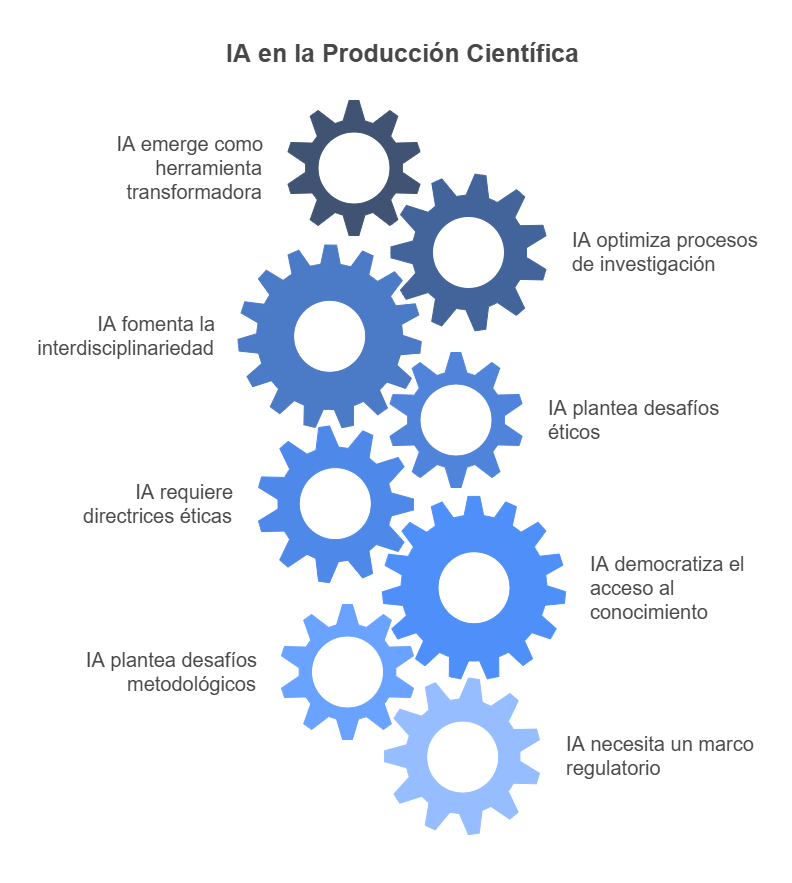 IA en la Producción Científica
IA emerge como
herramienta
transformadora
IA optimiza procesos
de investigación
IA fomenta la
interdisciplinariedad
IA plantea desafíos
éticos
IA requiere
directrices éticas
IA democratiza el
acceso al
conocimiento
IA plantea desafíos
metodológicos
IA necesita un marco
regulatorio